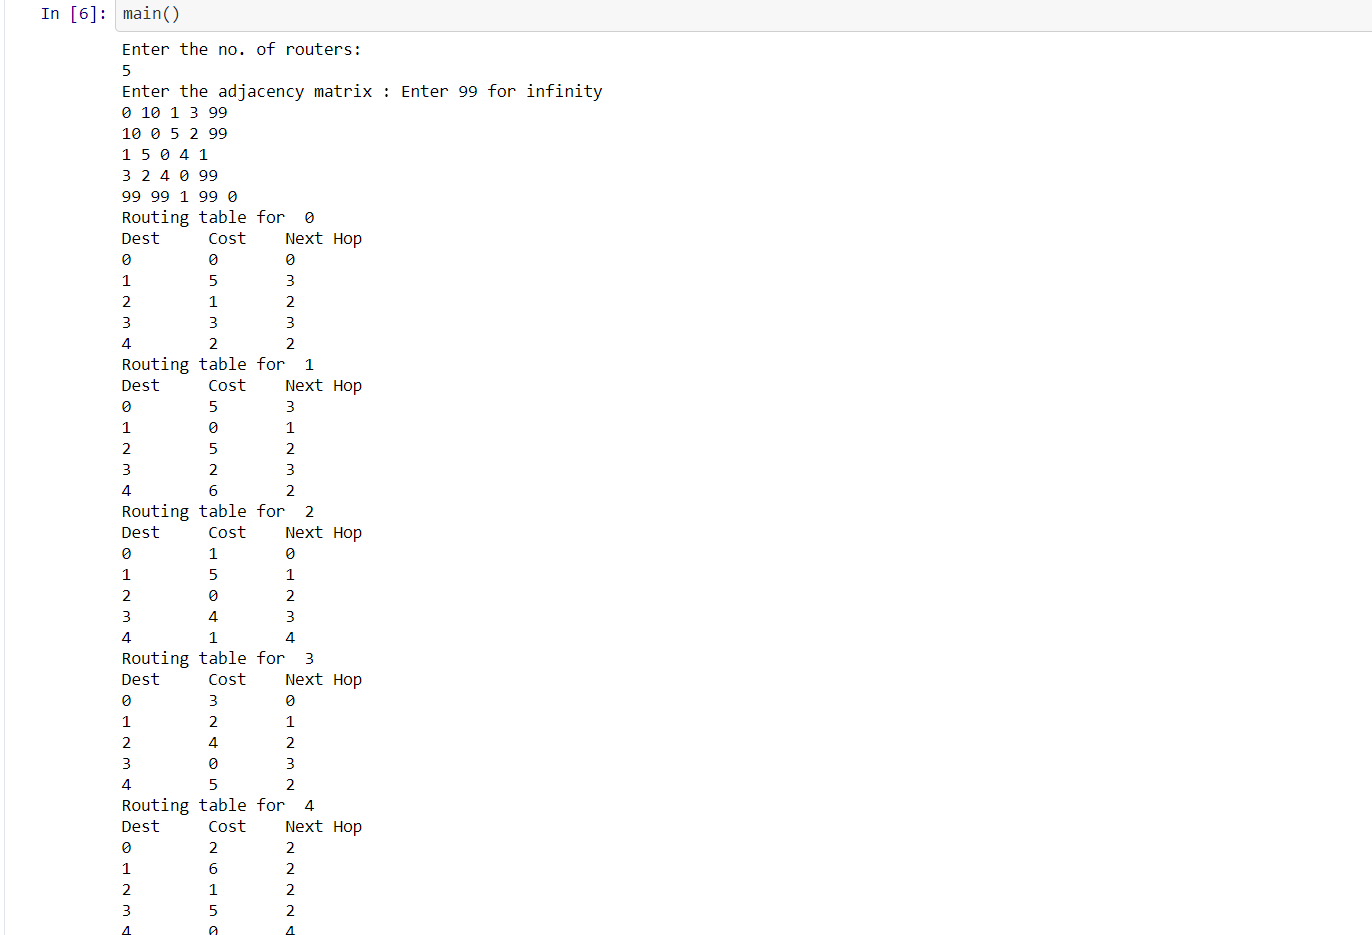 In [6]: main()
Enter the no. of routers:
5
Enter the adjacency matrix : Enter 99 for infinity
0 10 1 3 99
10 0 5 2 99
1 5 0 4 1
3 2 4 0 99
99 99 1 99 0
Routing table for  0
Dest     Cost    Next Hop
0        0       0
1        5       3
2        1       2
3        3       3
4        2       2
Routing table for  1
Dest     Cost    Next Hop
0        5       3
1        0       1
2        5       2
3        2       3
4        6       2
Routing table for  2
Dest     Cost    Next Hop
0        1       0
1        5       1
2        0       2
3        4       3
4        1       4
Routing table for  3
Dest     Cost    Next Hop
0        3       0
1        2       1
2        4       2
3        0       3
4        5       2
Routing table for  4
Dest     Cost    Next Hop
0        2       2
1        6       2
2        1       2
3        5       2
4        0       4